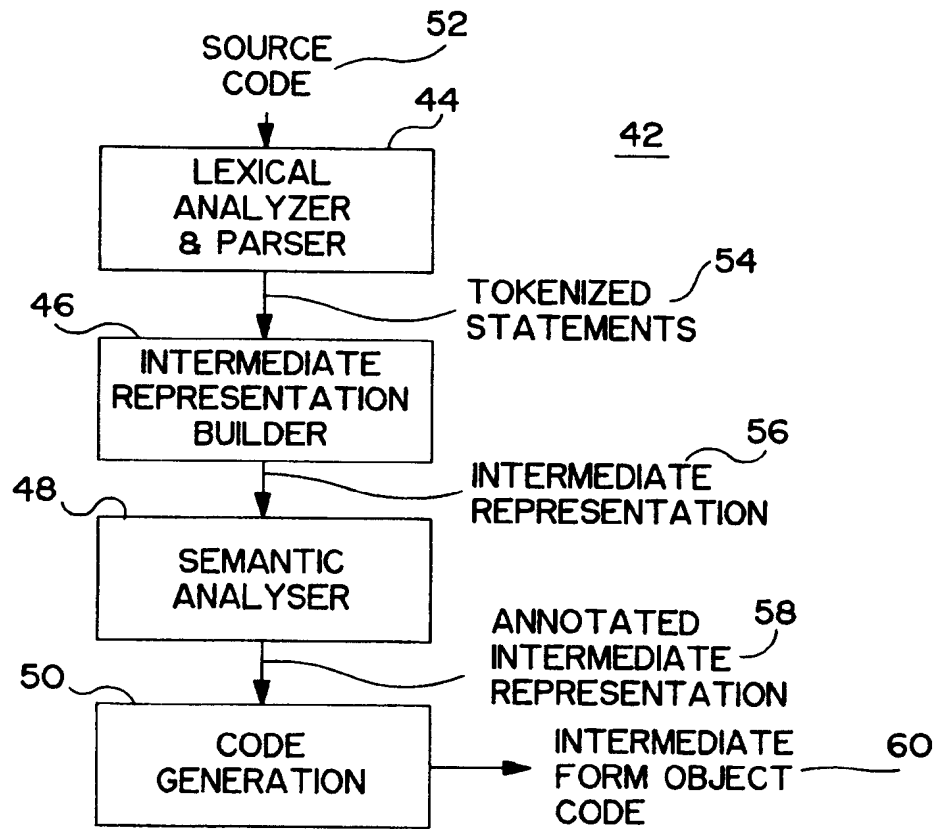 52
SOURCE
CODE
44
42
LEXICAL
ANALYZER
& PARSER
54
TOKENIZED
STATEMENTS
46
INTERMEDIATE
REPRESENTATION
BUILDER
56
INTERMEDIATE
REPRESENTATION
48
SEMANTIC
ANALYSER
58
ANNOTATED
INTERMEDIATE
REPRESENTATION
50
CODE
GENERATION
INTERMEDIATE
FORM OBJECT
CODE
60